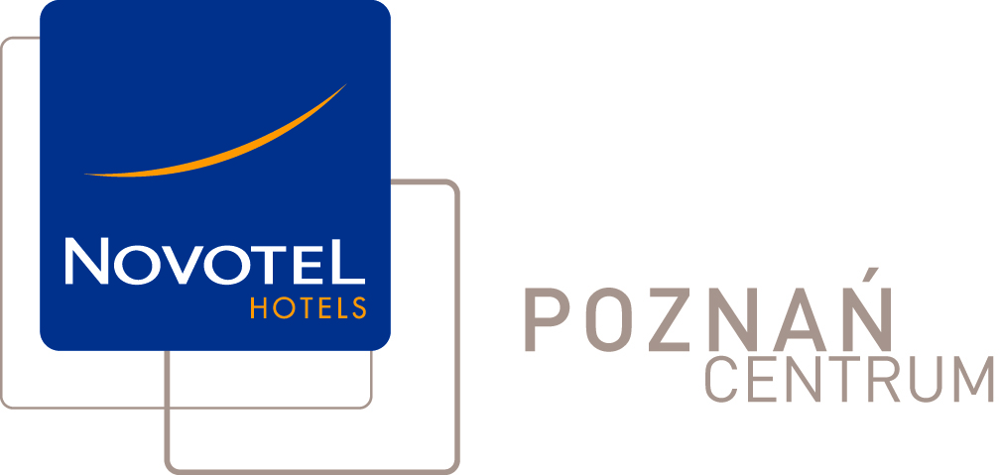 NOVOTEL
HOTELS
POZNAŃ
CENTRUM